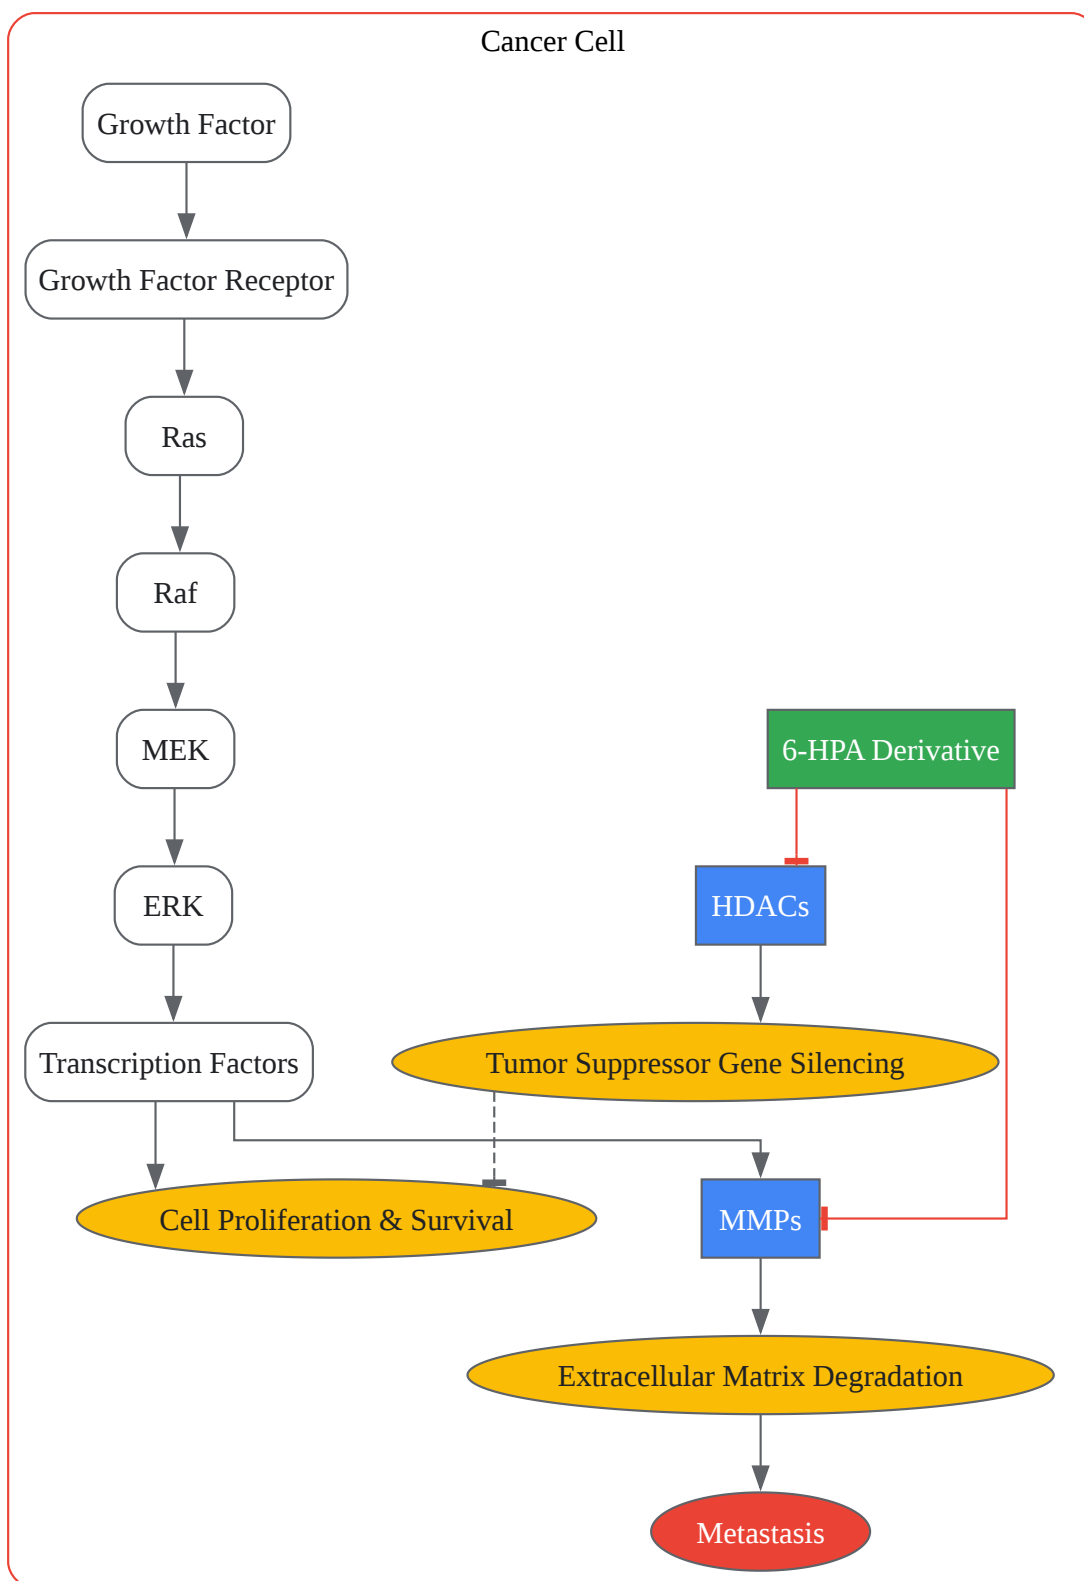 Cancer Cell
Growth Factor
Growth Factor Receptor
Ras
Raf
MEK
6-HPA Derivative
ERK
HDACs
Transcription Factors
Tumor Suppressor Gene Silencing
Cell Proliferation & Survival
MMPs
Extracellular Matrix Degradation
Metastasis